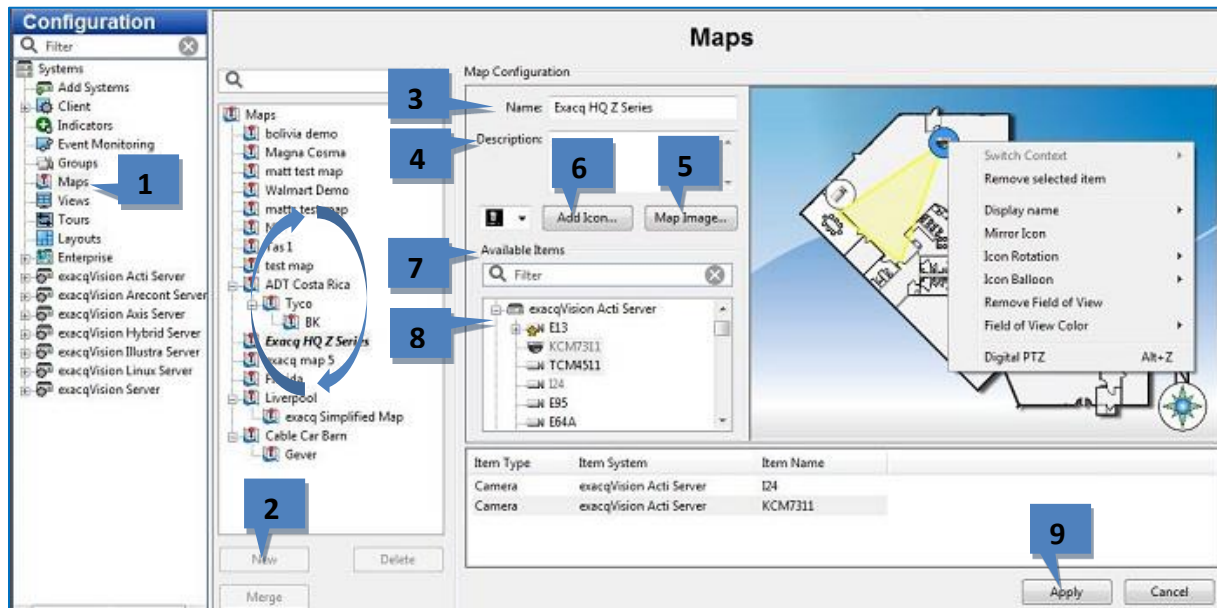 Configuration
Filter
Systems
Add Systems
Client
Indicators
Event Monitoring
Groups
Maps
Views
Tours
Layouts
Enterprise
exacqVision Acti Server
exacqVision Arecont Server
exacqVision Axis Server
exacqVision Hybrid Server
exacqVision Illustra Server
exacqVision Linux Server
exacqVision Server
1
Maps
bolivia demo
Magna Cosma
matt test map
Walmart Demo
matts test map
Tas 1
test map
ADT Costa Rica
Tyco
BK
Exacq HQ Z Series
exacq map 5
Florida
Liverpool
exacq Simplified Map
Cable Car Barn
Gever
2
New
Delete
Merge
Maps
Map Configuration
3
Name:
Exacq HQ Z Series
4
Description:
6
5
Add Icon...
Map Image...
7
Available Items
Filter
8
exacqVision Acti Server
E13
KCM7311
TCM4511
I24
E95
E64A
Switch Context
Remove selected item
Display name
Mirror Icon
Icon Rotation
Icon Balloon
Remove Field of View
Field of View Color
Digital PTZ Alt+Z
N
Item Type Item System Item Name
Camera exacqVision Acti Server I24
Camera exacqVision Acti Server KCM7311
9
Apply
Cancel